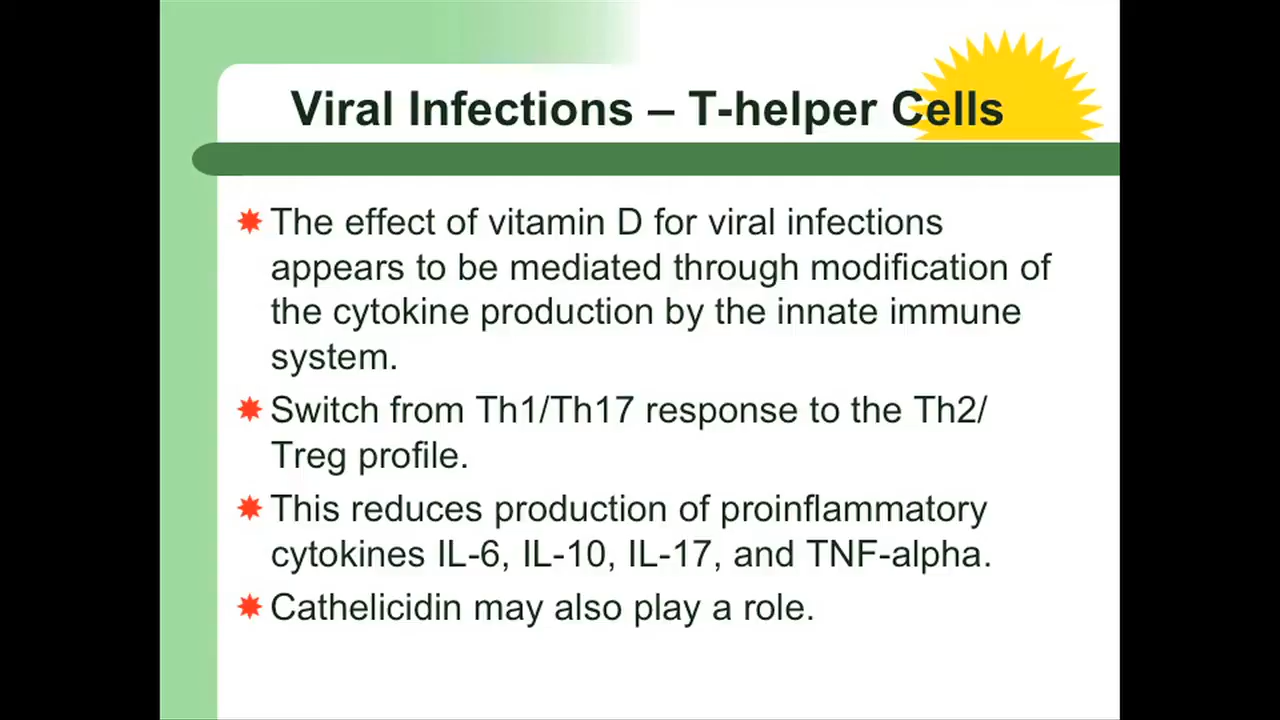 Viral Infections – T-helper Cells
The effect of vitamin D for viral infections
appears to be mediated through modification of
the cytokine production by the innate immune
system.
Switch from Th1/Th17 response to the Th2/
Treg profile.
This reduces production of proinflammatory
cytokines IL-6, IL-10, IL-17, and TNF-alpha.
Cathelicidin may also play a role.